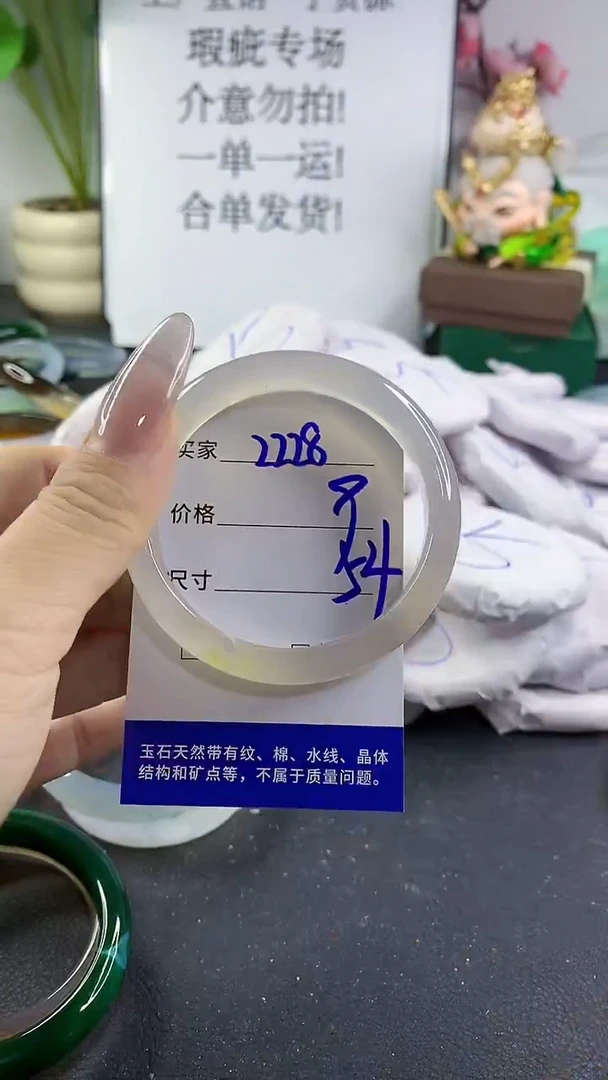 瑕疵专场
介意勿拍!
一单一运!
合单发货!
买家 2228
价格
尺寸 54
玉石天然带有纹、棉、水线、晶体
结构和矿点等，不属于质量问题。